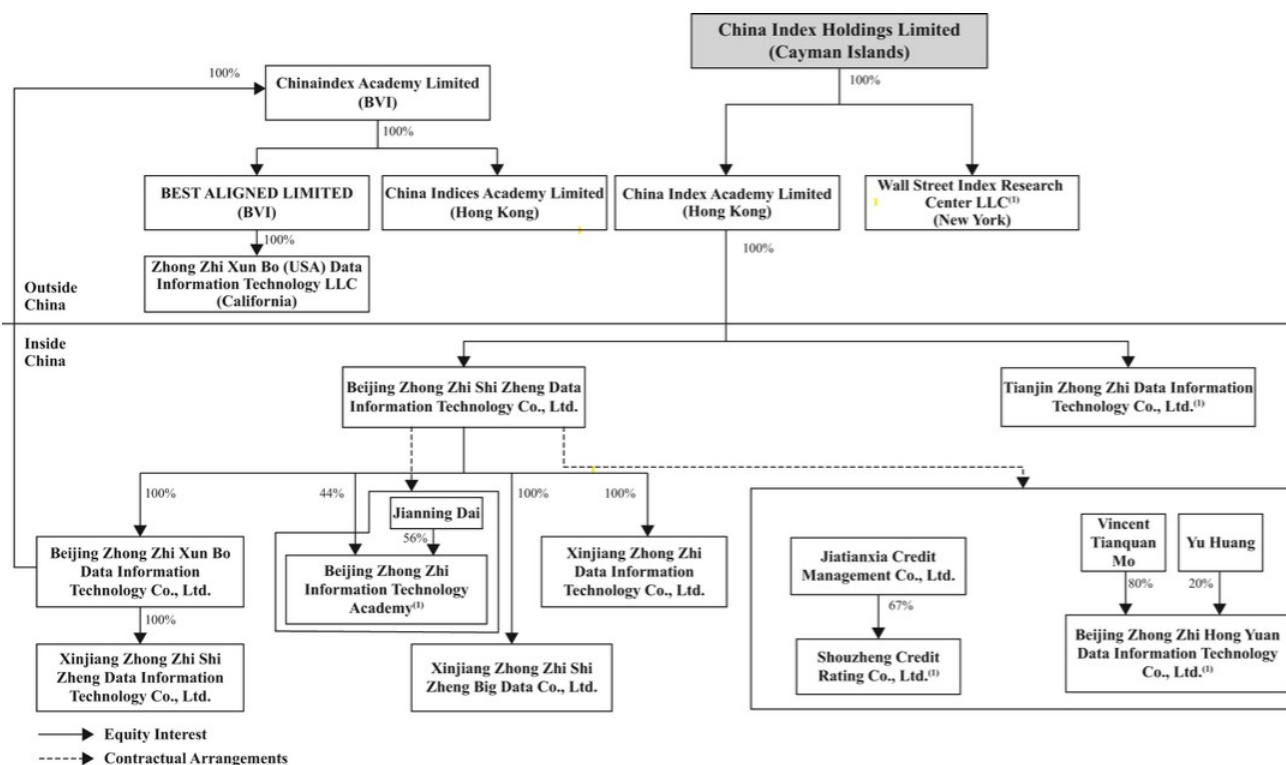 China Index Holdings Limited
(Cayman Islands)
100%
100%
Chinaindex Academy Limited
(BVI)
100%
BEST ALIGNED LIMITED
(BVI)
China Indices Academy Limited
(Hong Kong)
China Index Academy Limited
(Hong Kong)
Wall Street Index Research
Center LLC(1)
(New York)
100%
100%
Zhong Zhi Xun Bo (USA) Data
Information Technology LLC
(California)
Outside
China
Inside
China
Beijing Zhong Zhi Shi Zheng Data
Information Technology Co., Ltd.
Tianjin Zhong Zhi Data Information
Technology Co., Ltd.(1)
100%
44%
100%
100%
Jianning Dai
56%
Beijing Zhong Zhi Xun Bo
Data Information
Technology Co., Ltd.
Beijing Zhong Zhi
Information Technology
Academy(1)
Xinjiang Zhong Zhi
Data Information
Technology Co., Ltd.
Jiatianxia Credit
Management Co., Ltd.
Vincent
Tianquan
Mo
Yu Huang
80%
20%
67%
100%
Xinjiang Zhong Zhi Shi
Zheng Data Information
Technology Co., Ltd.
Xinjiang Zhong Zhi Shi
Zheng Big Data Co., Ltd.
Shouzheng Credit
Rating Co., Ltd.(1)
Beijing Zhong Zhi Hong Yuan
Data Information Technology
Co., Ltd.(1)
Equity Interest
Contractual Arrangements